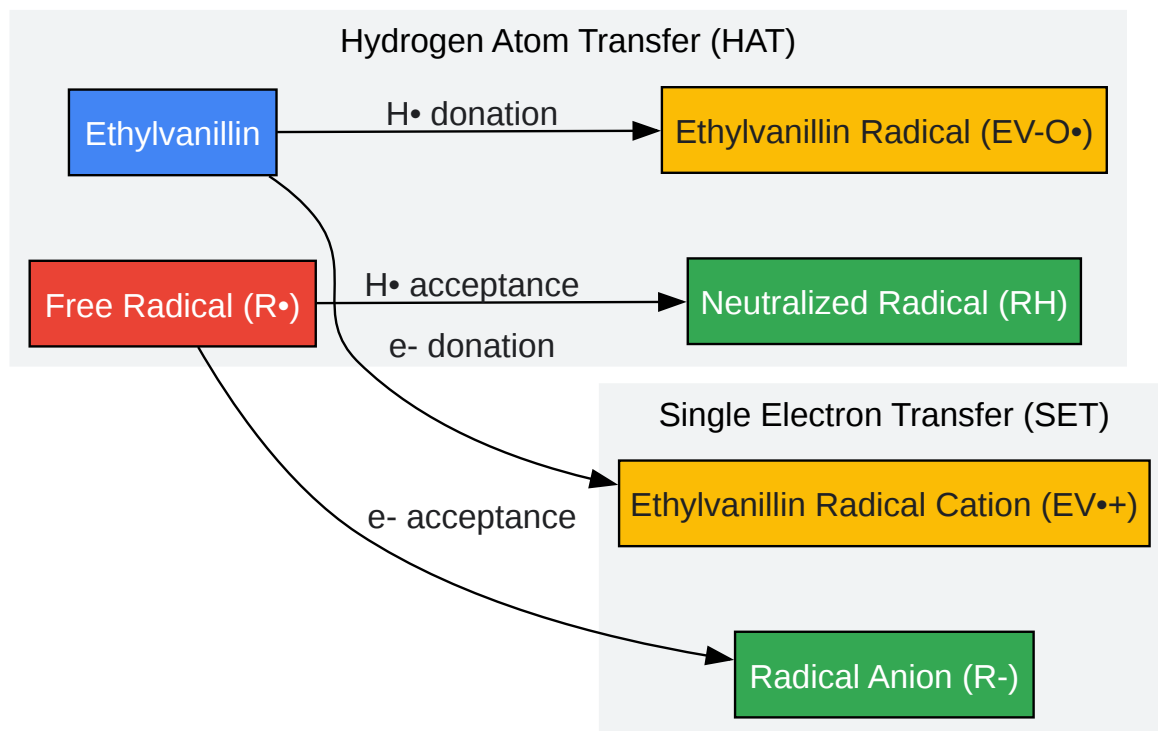 Hydrogen Atom Transfer (HAT)
Ethylvanillin
H• donation
Ethylvanillin Radical (EV-O•)
Free Radical (R•)
H• acceptance
Neutralized Radical (RH)
e- donation
Single Electron Transfer (SET)
Ethylvanillin Radical Cation (EV•+)
e- acceptance
Radical Anion (R-)